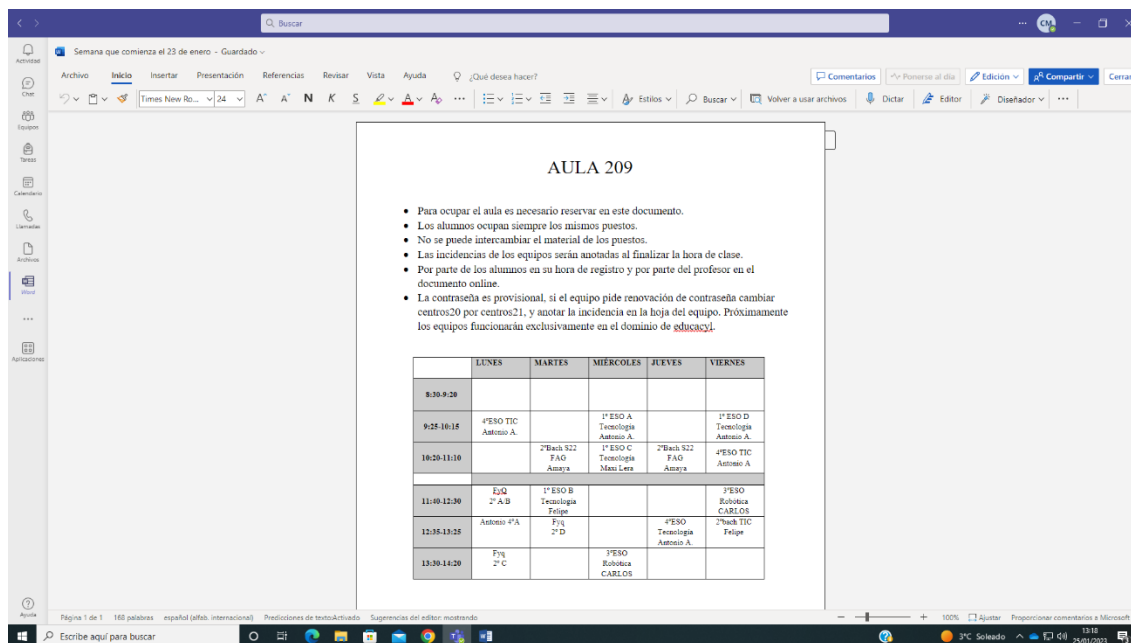 Buscar
CM
Actividad
Chat
Equipos
Tareas
Calendario
Llamadas
Archivos
Word
Aplicaciones
Ayuda
Semana que comienza el 23 de enero - Guardado
Archivo Inicio Insertar Presentación Referencias Revisar Vista Ayuda ¿Qué desea hacer? Comentarios Ponerse al día Edición Compartir Cerrar
Times New Ro... 24 A A N K S A Estilos Buscar Volver a usar archivos Dictar Editor Diseñador
AULA 209
• Para ocupar el aula es necesario reservar en este documento.
• Los alumnos ocupan siempre los mismos puestos.
• No se puede intercambiar el material de los puestos.
• Las incidencias de los equipos serán anotadas al finalizar la hora de clase.
• Por parte de los alumnos en su hora de registro y por parte del profesor en el
documento online.
• La contraseña es provisional, si el equipo pide renovación de contraseña cambiar
centros20 por centros21, y anotar la incidencia en la hoja del equipo. Próximamente
los equipos funcionarán exclusivamente en el dominio de educacyl.
LUNES MARTES MIÉRCOLES JUEVES VIERNES
8:30-9:20
9:25-10:15
4ºESO TIC
Antonio A.
1º ESO A
Tecnología
Antonio A.
1º ESO D
Tecnología
Antonio A.
10:20-11:10
2ºBach S22
FAG
Amaya
1º ESO C
Tecnología
Maxi Lera
2ºBach S22
FAG
Amaya
4ºESO TIC
Antonio A
11:40-12:30
FyQ
2º A/B
1º ESO B
Tecnología
Felipe
3ºESO
Robótica
CARLOS
12:35-13:25
Antonio 4ºA
Fyq
2º D
4ºESO
Tecnología
Antonio A.
2ºbach TIC
Felipe
13:30-14:20
Fyq
2º C
3ºESO
Robótica
CARLOS
Página 1 de 1 160 palabras español (alfab. internacional) Predicciones de texto:Activado Sugerencias del editor: mostrando 100% Ajustar Proporcionar comentarios a Microsoft
Escribe aquí para buscar 3°C Soleado 13:18
25/01/2023